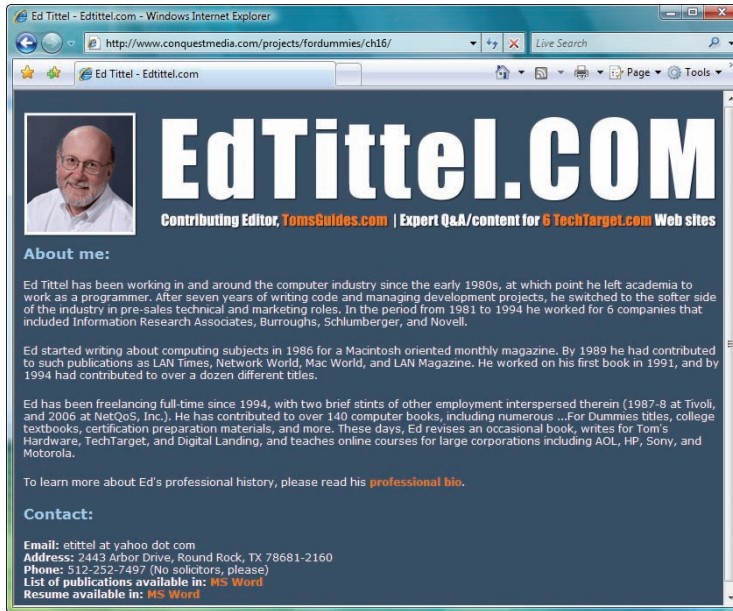 Ed Tittel - Edtittel.com - Windows Internet Explorer
http://www.conquestmedia.com/projects/fordummies/ch16/
Live Search
Ed Tittel - Edtittel.com
Page
Tools
EdTittel.COM
Contributing Editor, TomsGuides.com | Expert Q&A/content for 6 TechTarget.com Web sites
About me:
Ed Tittel has been working in and around the computer industry since the early 1980s, at which point he left academia to
work as a programmer. After seven years of writing code and managing development projects, he switched to the softer side
of the industry in pre-sales technical and marketing roles. In the period from 1981 to 1994 he worked for 6 companies that
included Information Research Associates, Burroughs, Schlumberger, and Novell.
Ed started writing about computing subjects in 1986 for a Macintosh oriented monthly magazine. By 1989 he had contributed
to such publications as LAN Times, Network World, Mac World, and LAN Magazine. He worked on his first book in 1991, and by
1994 had contributed to over a dozen different titles.
Ed has been freelancing full-time since 1994, with two brief stints of other employment interspersed therein (1987-8 at Tivoli,
and 2006 at NetQoS, Inc.). He has contributed to over 140 computer books, including numerous ...For Dummies titles, college
textbooks, certification preparation materials, and more. These days, Ed revises an occasional book, writes for Tom's
Hardware, TechTarget, and Digital Landing, and teaches online courses for large corporations including AOL, HP, Sony, and
Motorola.
To learn more about Ed's professional history, please read his professional bio.
Contact:
Email: etittel at yahoo dot com
Address: 2443 Arbor Drive, Round Rock, TX 78681-2160
Phone: 512-252-7497 (No solicitors, please)
List of publications available in: MS Word
Resume available in: MS Word